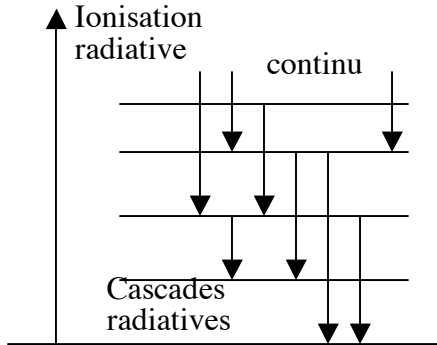 Ionisation
radiative
continu
Cascades
radiatives